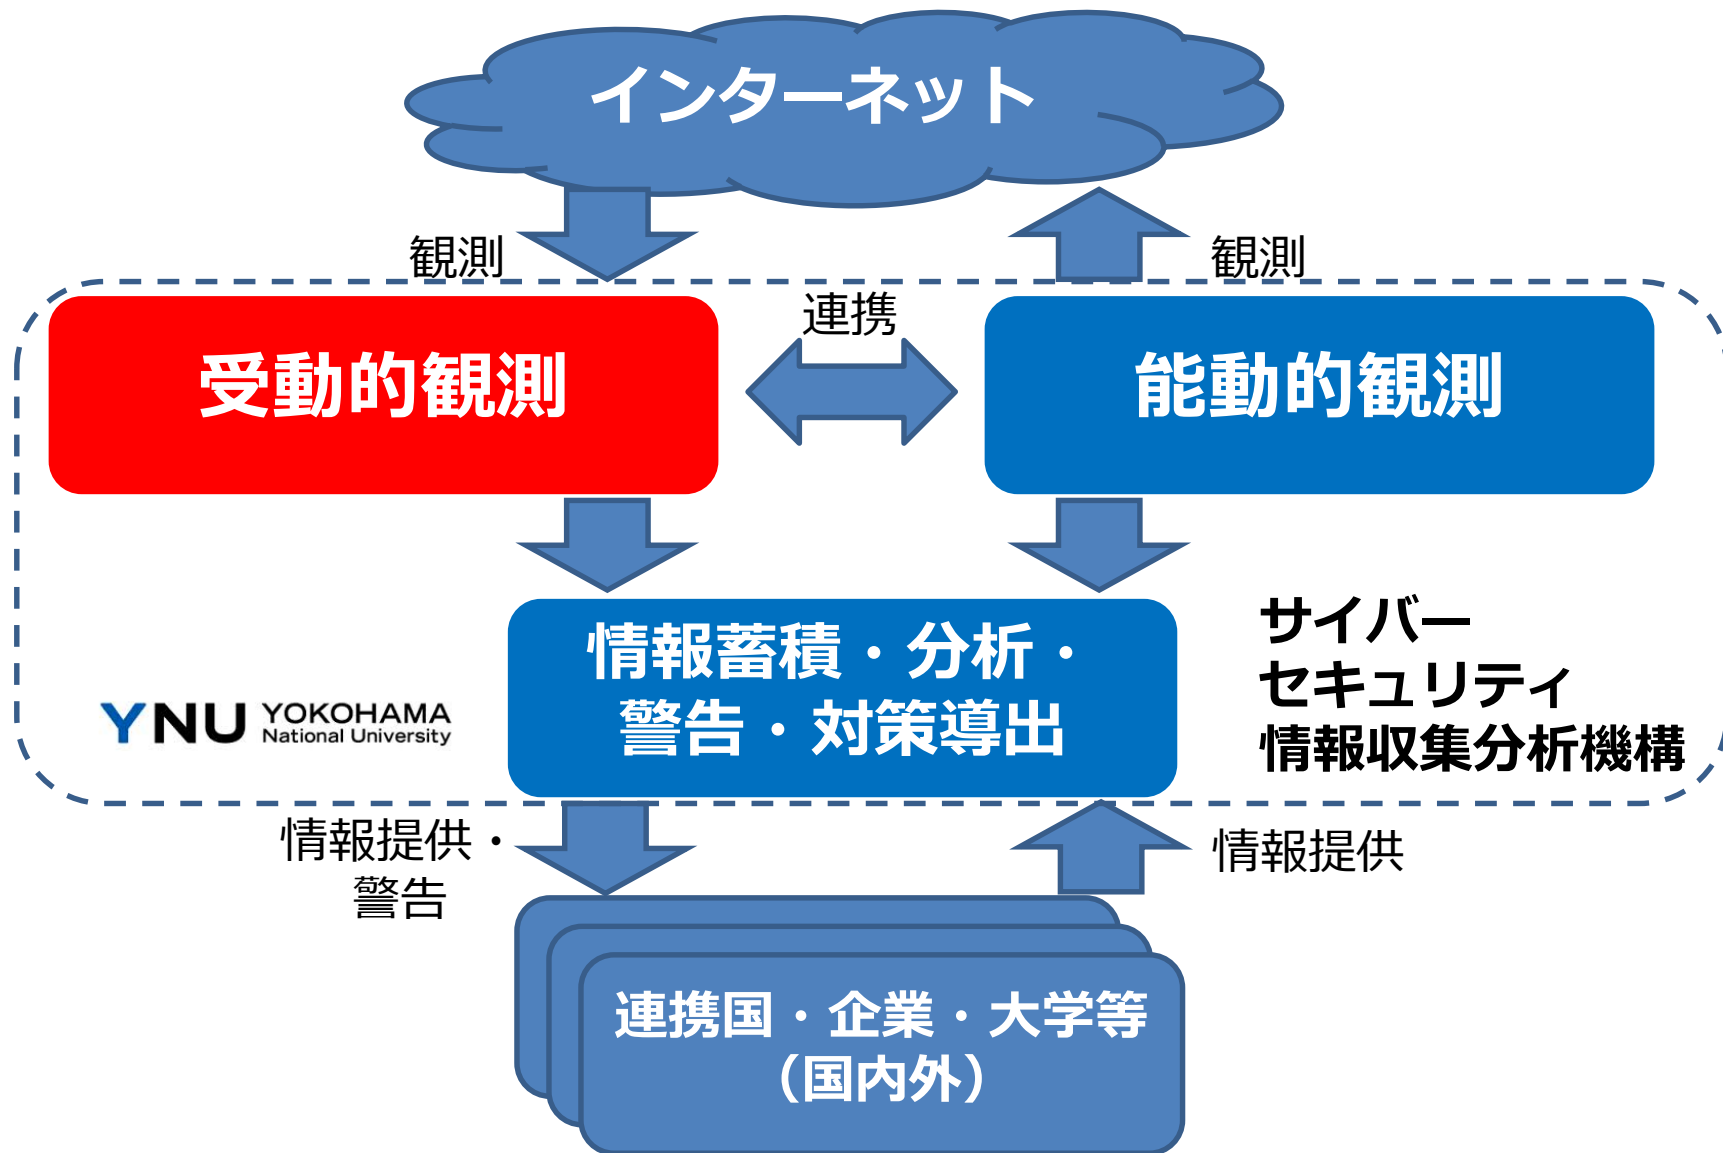 インターネット
観測
観測
連携
受動的観測
能動的観測
情報蓄積・分析・
警告・対策導出
サイバー
セキュリティ
情報収集分析機構
YNU YOKOHAMA
National University
情報提供・
警告
情報提供
連携国・企業・大学等
（国内外）